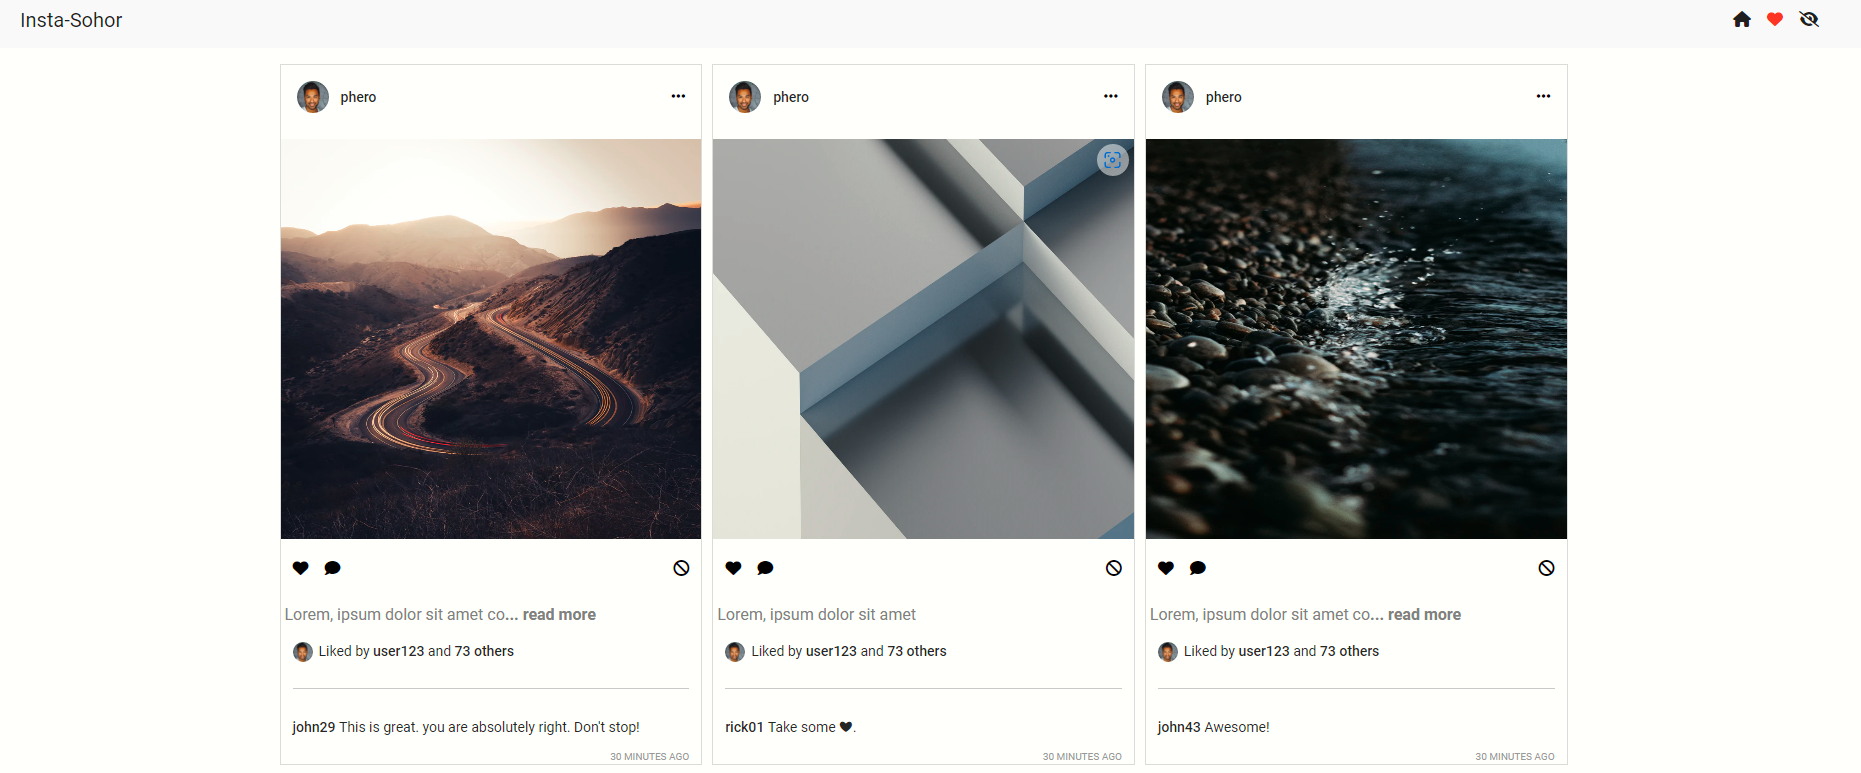 Insta-Sohor
phero
Lorem, ipsum dolor sit amet co... read more
Liked by user123 and 73 others
john29 This is great. you are absolutely right. Don't stop!
30 MINUTES AGO
phero
Lorem, ipsum dolor sit amet
Liked by user123 and 73 others
rick01 Take some ♥.
30 MINUTES AGO
phero
Lorem, ipsum dolor sit amet co... read more
Liked by user123 and 73 others
john43 Awesome!
30 MINUTES AGO